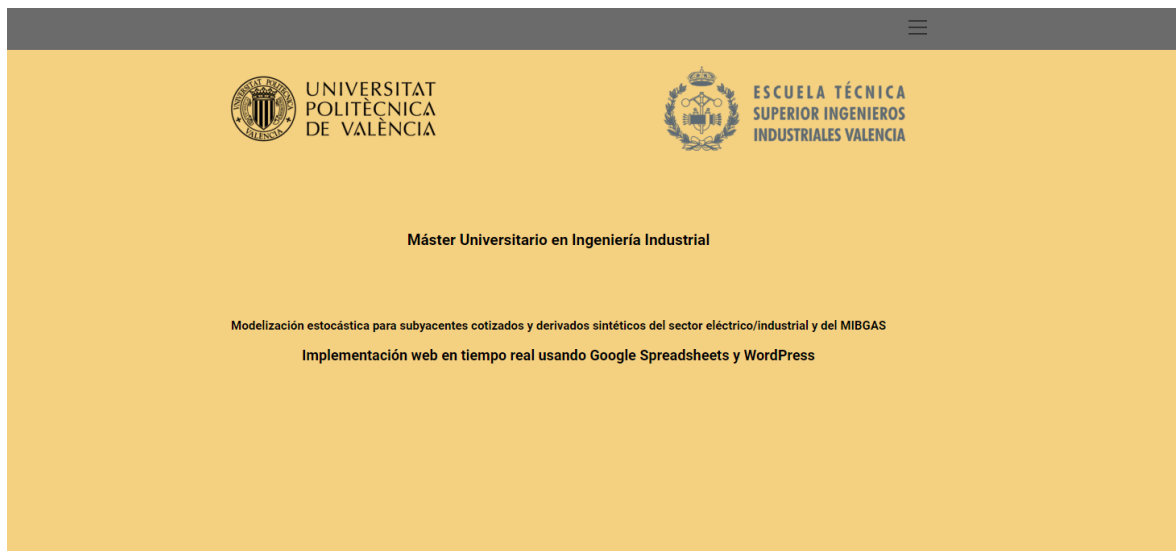 UNIVERSITAT
POLITÈCNICA
DE VALÈNCIA
ESCUELA TÉCNICA
SUPERIOR INGENIEROS
INDUSTRIALES VALENCIA
Máster Universitario en Ingeniería Industrial
Modelización estocástica para subyacentes cotizados y derivados sintéticos del sector eléctrico/industrial y del MIBGAS
Implementación web en tiempo real usando Google Spreadsheets y WordPress